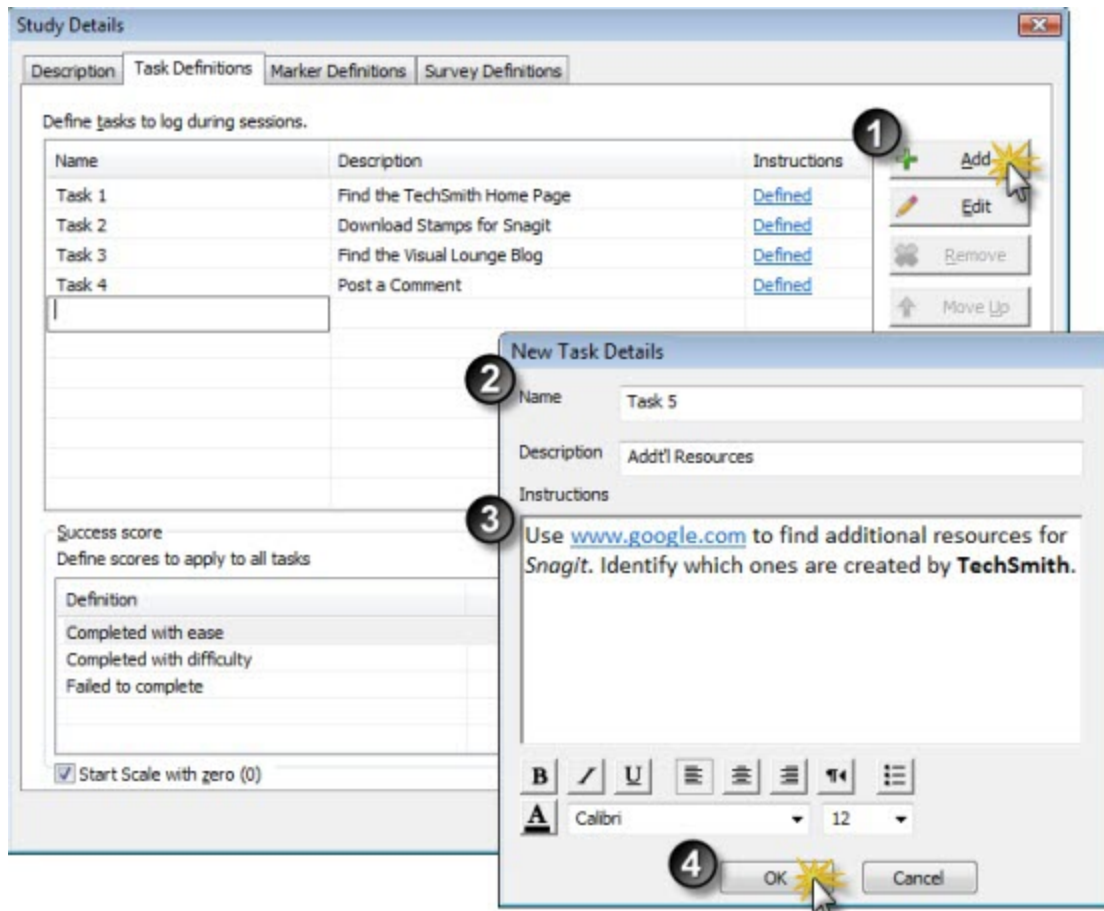 Study Details
Description Task Definitions Marker Definitions Survey Definitions
Define tasks to log during sessions.
1
Name Description Instructions
Add
Task 1 Find the TechSmith Home Page Defined
Edit
Task 2 Download Stamps for Snagit Defined
Task 3 Find the Visual Lounge Blog Defined
Remove
Task 4 Post a Comment Defined
Move Up
New Task Details
2
Name Task 5
Description Addt'l Resources
Instructions
3
Use www.google.com to find additional resources for
Snagit. Identify which ones are created by TechSmith.
Success score
Define scores to apply to all tasks
Definition
Completed with ease
Completed with difficulty
Failed to complete
Start Scale with zero (0)
B I U
A Calibri 12
4
OK Cancel